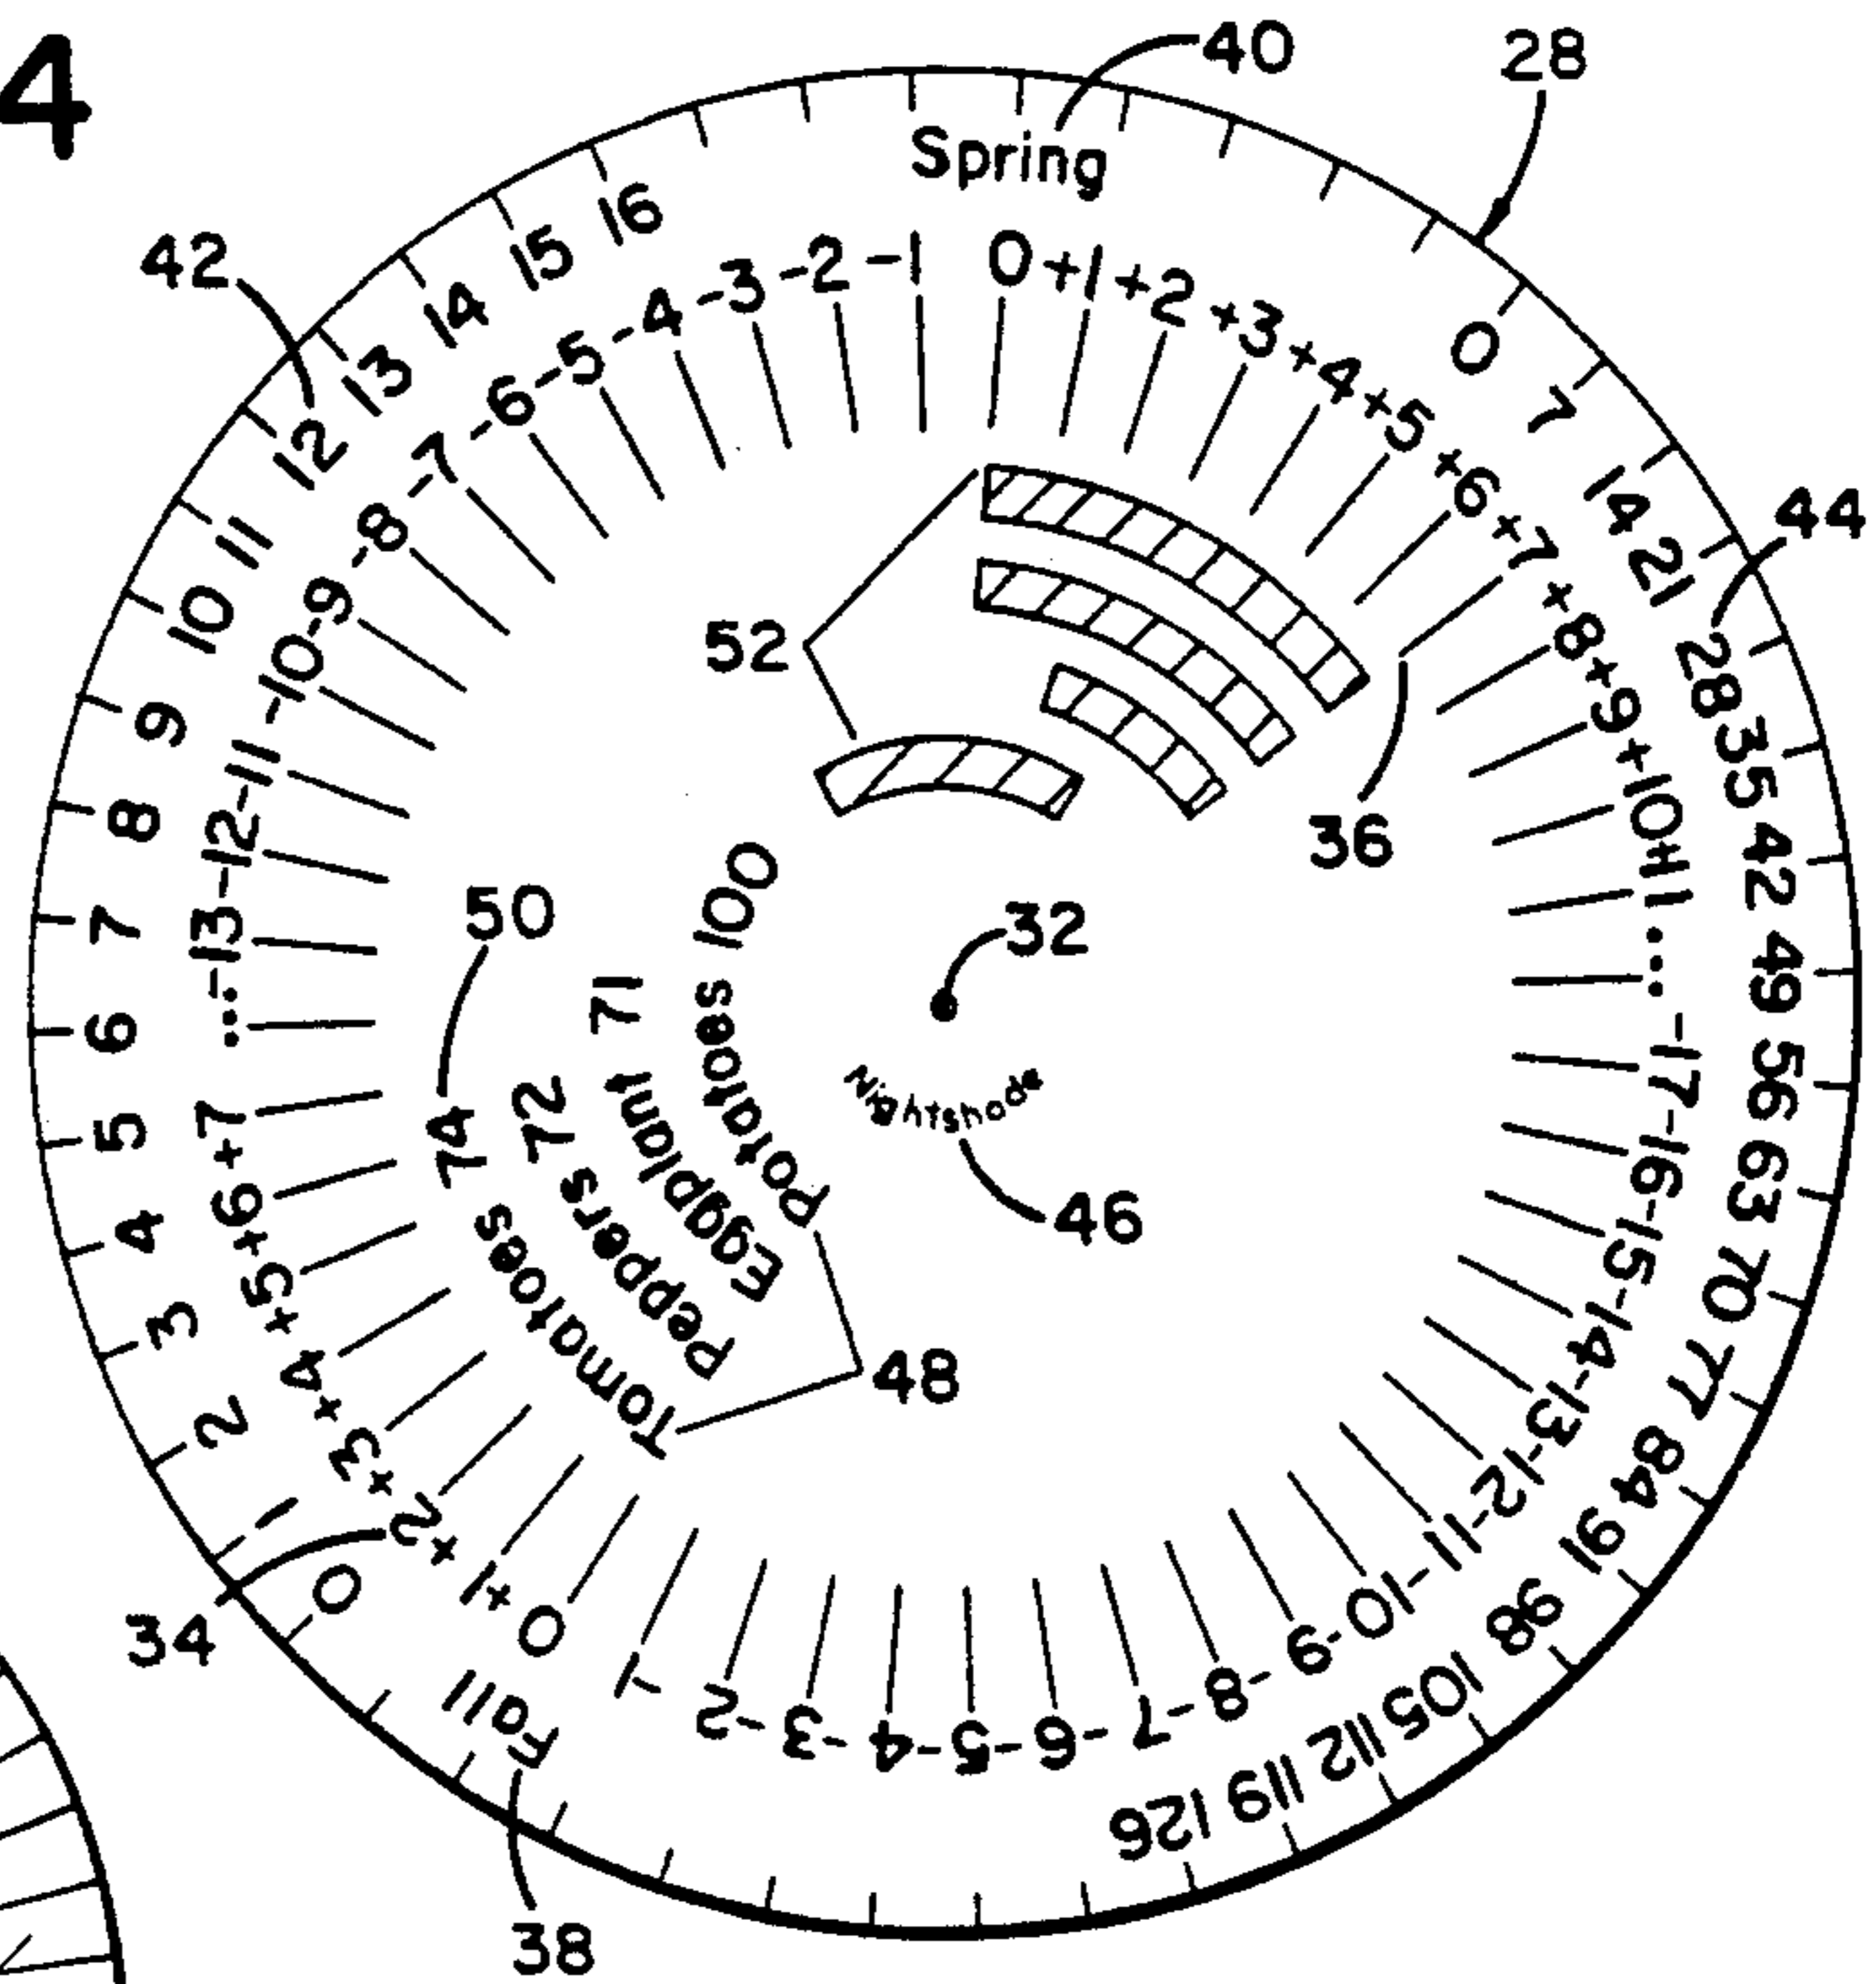 4
40
28
Spring
42
44
0 1 2 3 4 5 6 7 8 9 10 11 12 13 14 15 16
-13 -12 -11 -10 -9 -8 -7 -6 -5 -4 -3 -2 -1 0 +1 +2 +3 +4 +5 +6 +7 +8 +9 +10 +11 ...
0 7 14 21 28 35 42 49 56 63 70 77 84 91 98 105 112 119 126
-17 -16 -15 -14 -13 -12 -11 -10 -9 -8 -7 -6 -5 -4 -3 -2 -1 0 +1 +2 +3 +4 +5 +6 +7 ...
52
36
50
32
Potatoes 100
Eggplant 71
Peppers 72
Tomatoes 74
Nightshade
46
48
34
Fall
38